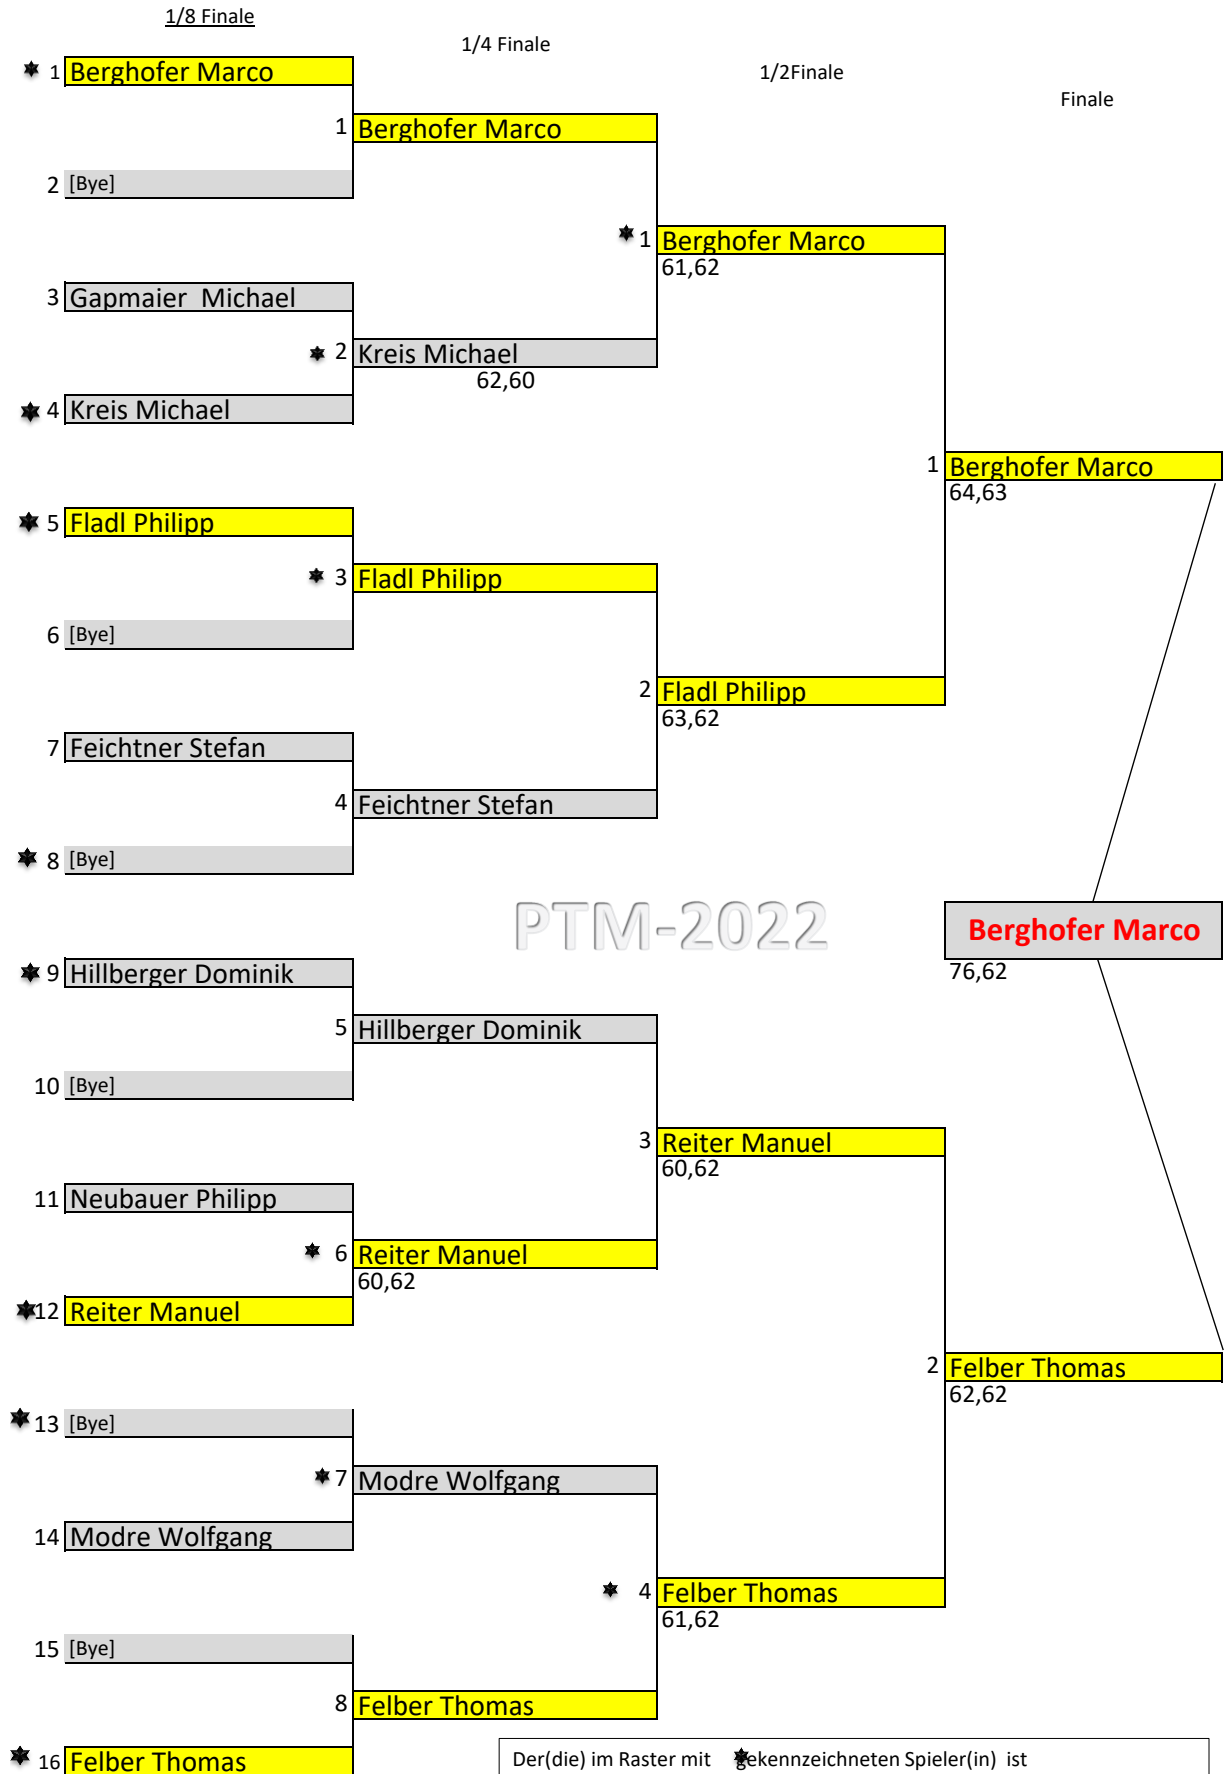 1/8 Finale
1/4 Finale
1/2Finale
Finale
1 Berghofer Marco
1 Berghofer Marco
2 [Bye]
1 Berghofer Marco
61,62
3 Gapmaier Michael
2 Kreis Michael
62,60
4 Kreis Michael
1 Berghofer Marco
64,63
5 Fladl Philipp
3 Fladl Philipp
6 [Bye]
2 Fladl Philipp
63,62
7 Feichtner Stefan
4 Feichtner Stefan
8 [Bye]
PTM-2022
Berghofer Marco
76,62
9 Hillberger Dominik
5 Hillberger Dominik
10 [Bye]
3 Reiter Manuel
60,62
11 Neubauer Philipp
6 Reiter Manuel
60,62
12 Reiter Manuel
2 Felber Thomas
62,62
13 [Bye]
7 Modre Wolfgang
14 Modre Wolfgang
4 Felber Thomas
61,62
15 [Bye]
8 Felber Thomas
16 Felber Thomas
Der(die) im Raster mit gekennzeichneten Spieler(in) ist